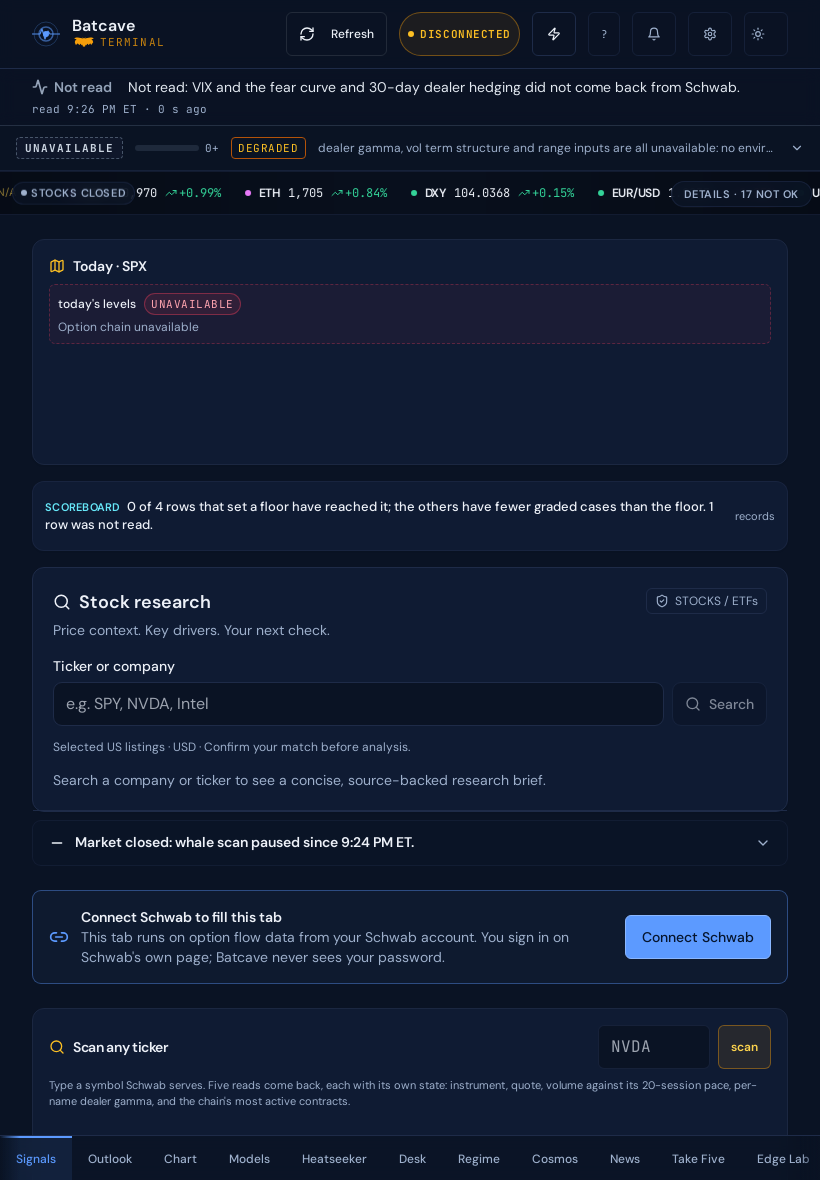 Batcave
TERMINAL
Refresh
DISCONNECTED
?
Not read
Not read: VIX and the fear curve and 30-day dealer hedging did not come back from Schwab.
read 9:26 PM ET · 0 s ago
UNAVAILABLE
0+
DEGRADED
dealer gamma, vol term structure and range inputs are all unavailable: no envir…
STOCKS CLOSED
970 +0.99%
ETH 1,705 +0.84%
DXY 104.0368 +0.15%
EUR/USD
DETAILS · 17 NOT OK
Today · SPX
today's levels UNAVAILABLE
Option chain unavailable
SCOREBOARD 0 of 4 rows that set a floor have reached it; the others have fewer graded cases than the floor. 1
row was not read.
records
Stock research
STOCKS / ETFs
Price context. Key drivers. Your next check.
Ticker or company
e.g. SPY, NVDA, Intel
Search
Selected US listings · USD · Confirm your match before analysis.
Search a company or ticker to see a concise, source-backed research brief.
Market closed: whale scan paused since 9:24 PM ET.
Connect Schwab to fill this tab
This tab runs on option flow data from your Schwab account. You sign in on
Schwab's own page; Batcave never sees your password.
Connect Schwab
Scan any ticker
NVDA
scan
Type a symbol Schwab serves. Five reads come back, each with its own state: instrument, quote, volume against its 20-session pace, per-
name dealer gamma, and the chain's most active contracts.
Signals
Outlook
Chart
Models
Heatseeker
Desk
Regime
Cosmos
News
Take Five
Edge Lab